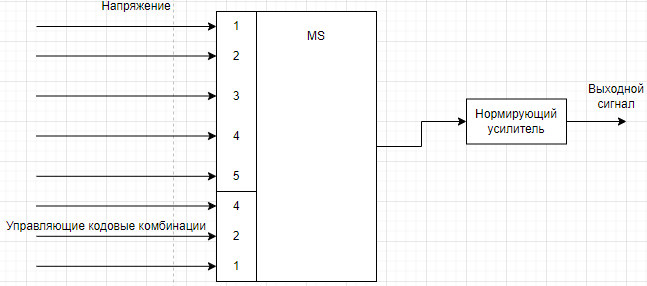 Напряжение
1
MS
2
3
4
5
4
2
1
Управляющие кодовые комбинации
Нормирующий
усилитель
Выходной
сигнал